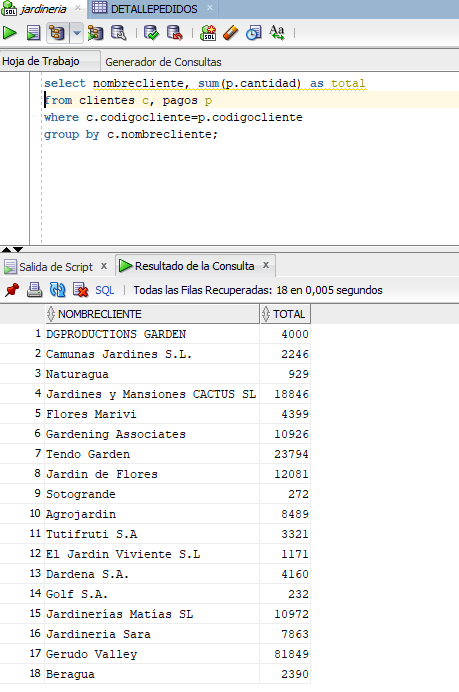 jardineria
DETALLEPEDIDOS
SQL
Aa
Hoja de Trabajo
Generador de Consultas
select nombrecliente, sum(p.cantidad) as total
from clientes c, pagos p
where c.codigocliente=p.codigocliente
group by c.nombrecliente;
Salida de Script x
Resultado de la Consulta x
SQL | Todas las Filas Recuperadas: 18 en 0,005 segundos
NOMBRECLIENTE TOTAL
1 DGPRODUCTIONS GARDEN 4000
2 Camunas Jardines S.L. 2246
3 Naturagua 929
4 Jardines y Mansiones CACTUS SL 18846
5 Flores Marivi 4399
6 Gardening Associates 10926
7 Tendo Garden 23794
8 Jardin de Flores 12081
9 Sotogrande 272
10 Agrojardin 8489
11 Tutifruti S.A 3321
12 El Jardin Viviente S.L 1171
13 Dardena S.A. 4160
14 Golf S.A. 232
15 Jardinerías Matías SL 10972
16 Jardineria Sara 7863
17 Gerudo Valley 81849
18 Beragua 2390